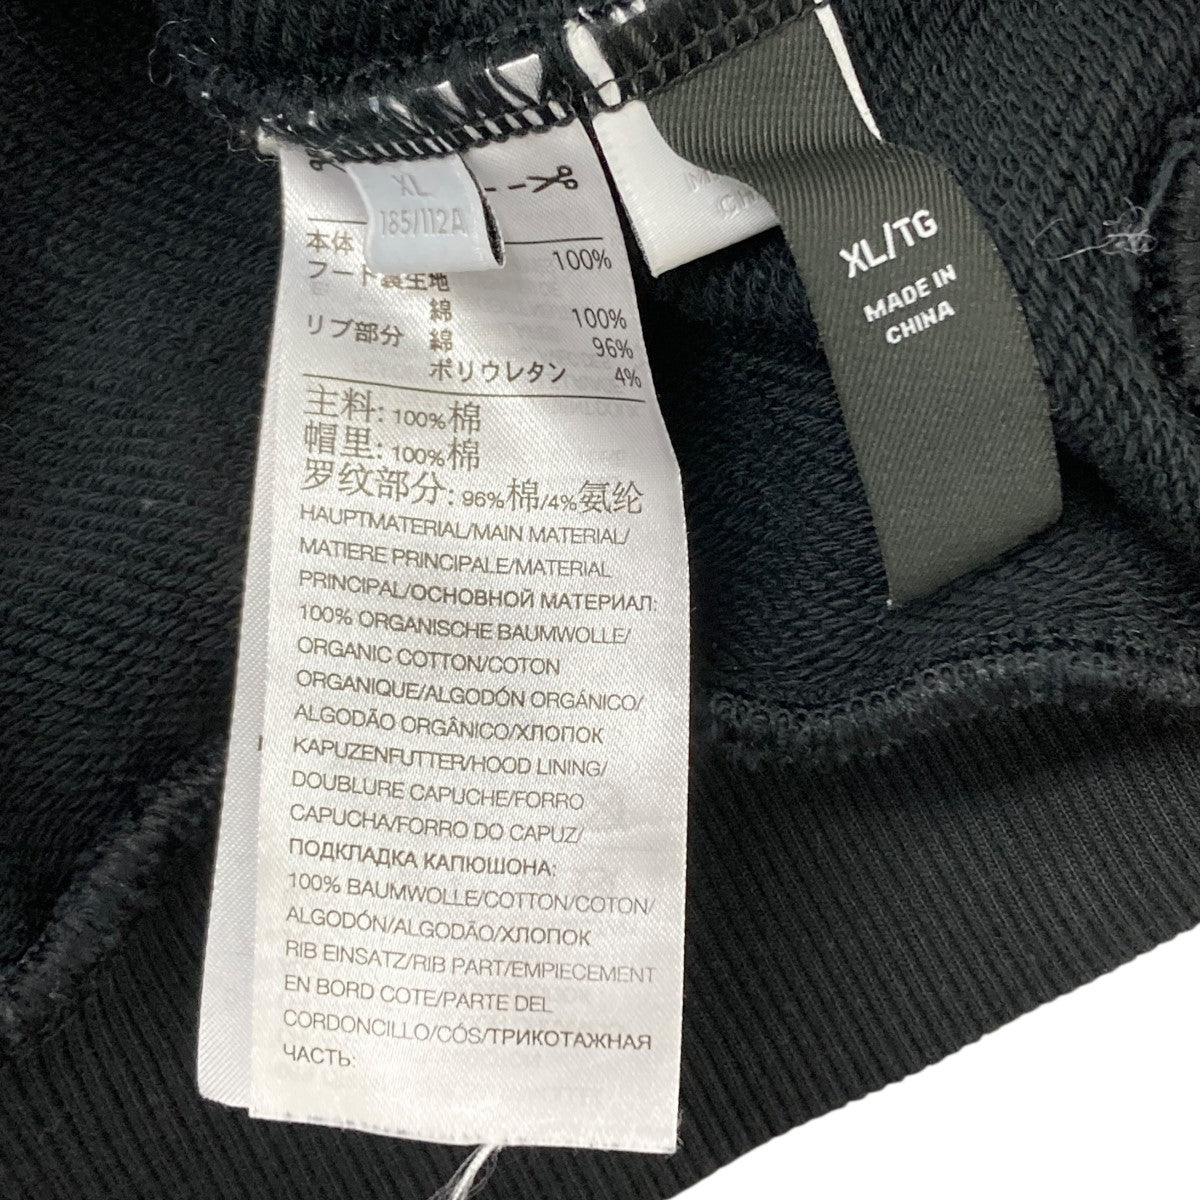 XL
185/112A
XL/TG
MADE IN
CHINA
本体
100%
フード裏生地
綿 100%
リブ部分 綿 96%
ポリウレタン 4%
主料: 100%棉
帽里: 100%棉
罗纹部分: 96%棉/4%氨纶
HAUPTMATERIAL/MAIN MATERIAL/
MATIERE PRINCIPALE/MATERIAL
PRINCIPAL/ОСНОВНОЙ МАТЕРИАЛ:
100% ORGANISCHE BAUMWOLLE/
ORGANIC COTTON/COTON
ORGANIQUE/ALGODÓN ORGÁNICO/
ALGODÃO ORGÂNICO/ХЛОПОК
KAPUZENFUTTER/HOOD LINING/
DOUBLURE CAPUCHE/FORRO
CAPUCHA/FORRO DO CAPUZ/
ПОДКЛАДКА КАПЮШОНА:
100% BAUMWOLLE/COTTON/COTON/
ALGODÓN/ALGODÃO/ХЛОПОК
RIB EINSATZ/RIB PART/EMPIECEMENT
EN BORD COTE/PARTE DEL
CORDONCILLO/CÓS/ТРИКОТАЖНАЯ
ЧАСТЬ: